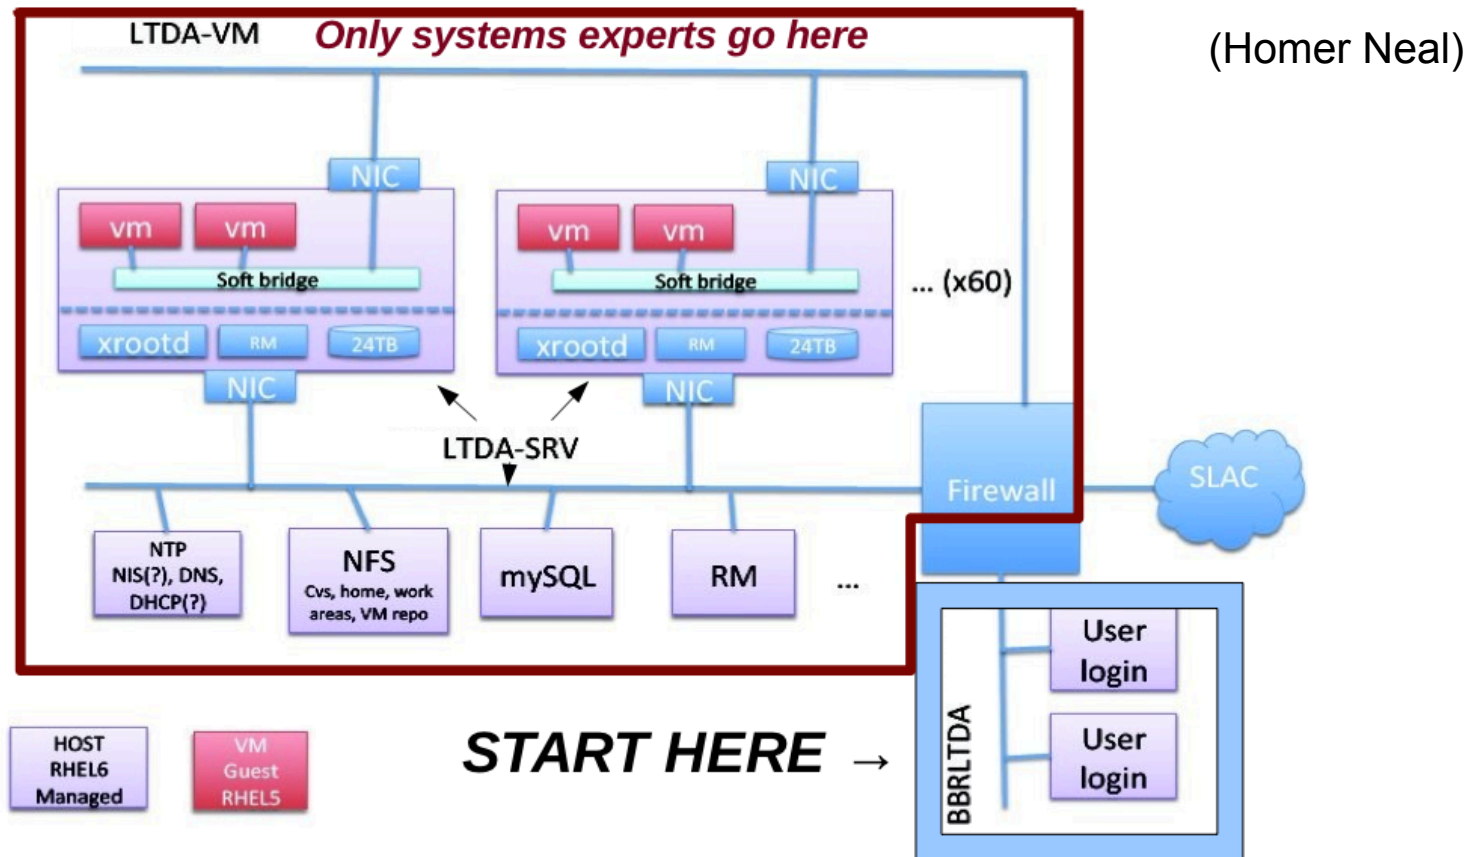 LTDA-VM
Only systems experts go here
(Homer Neal)
NIC
NIC
vm
vm
vm
vm
Soft bridge
Soft bridge
... (x60)
xrootd
RM
24TB
xrootd
RM
24TB
NIC
NIC
LTDA-SRV
Firewall
SLAC
NTP
NIS(?), DNS,
DHCP(?)
NFS
Cvs, home, work
areas, VM repo
mySQL
RM
...
User
login
BBRLTDA
User
login
HOST
RHEL6
Managed
VM
Guest
RHEL5
START HERE →